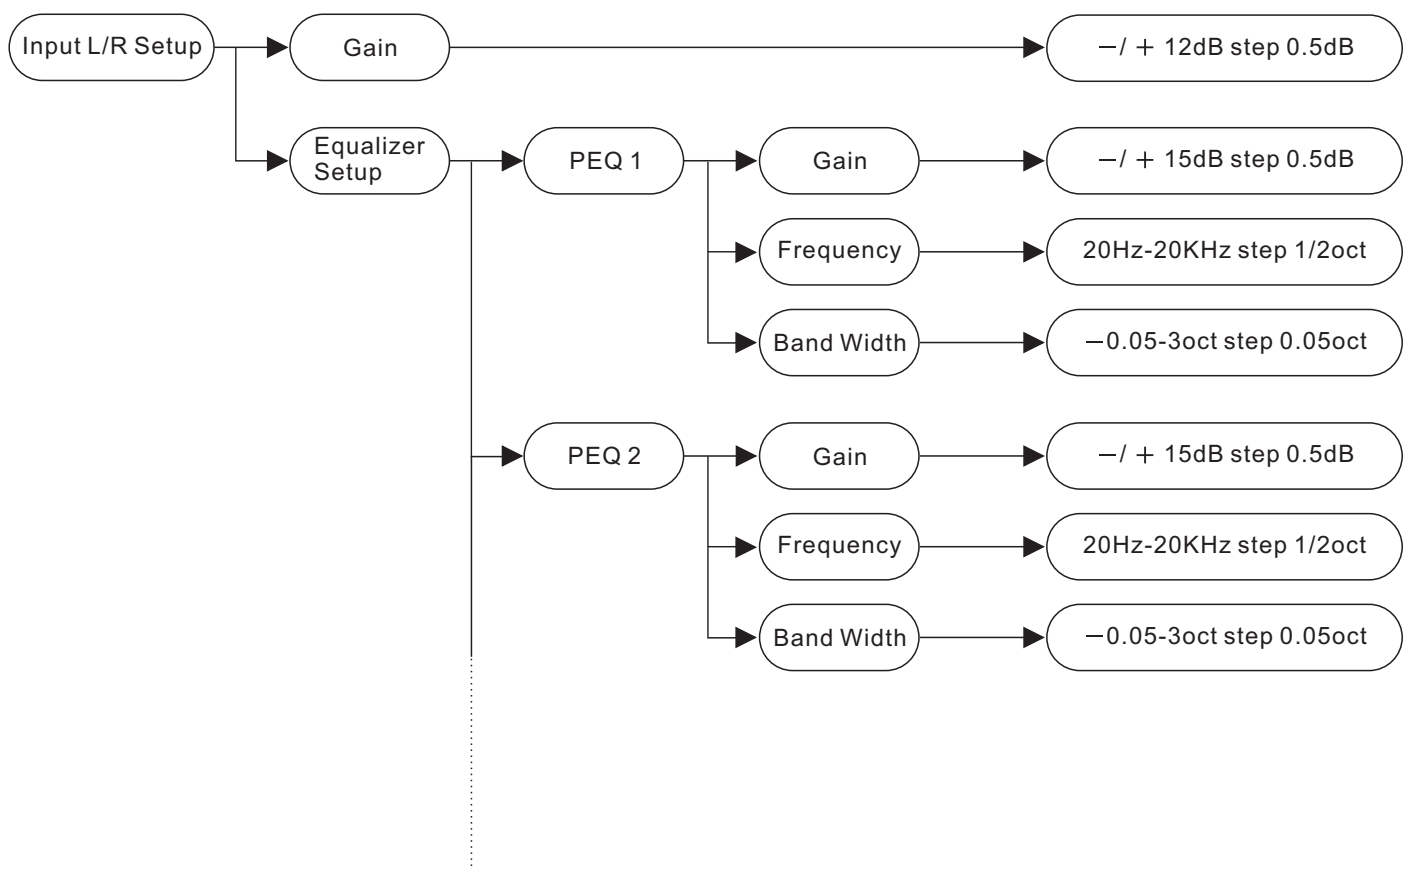 Input L/R Setup
Gain
−/ + 12dB step 0.5dB
Equalizer
Setup
PEQ 1
Gain
−/ + 15dB step 0.5dB
Frequency
20Hz-20KHz step 1/2oct
Band Width
−0.05-3oct step 0.05oct
PEQ 2
Gain
−/ + 15dB step 0.5dB
Frequency
20Hz-20KHz step 1/2oct
Band Width
−0.05-3oct step 0.05oct